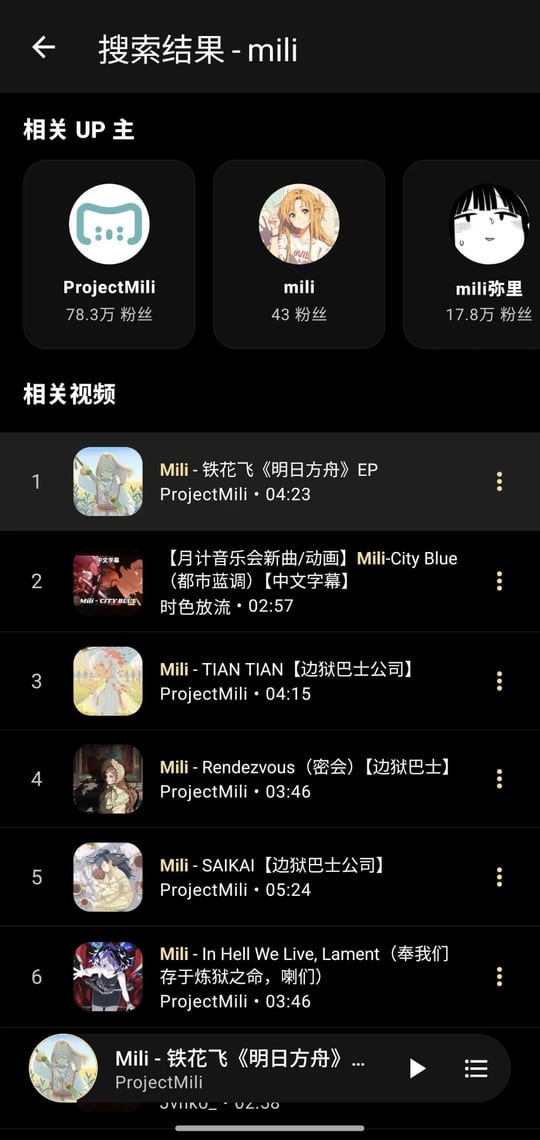 搜索结果 - mili
相关 UP 主
ProjectMili
78.3万 粉丝
mili
43 粉丝
mili弥里
17.8万 粉丝
相关视频
1
Mili - 铁花飞《明日方舟》EP
ProjectMili • 04:23
2
中文字幕
Mili - CITY BLUE
【月计音乐会新曲/动画】Mili-City Blue
（都市蓝调）【中文字幕】
时色放流 • 02:57
3
Mili - TIAN TIAN【边狱巴士公司】
ProjectMili • 04:15
4
Mili - Rendezvous（密会）【边狱巴士】
ProjectMili • 03:46
5
Mili - SAIKAI【边狱巴士公司】
ProjectMili • 05:24
6
Mili - In Hell We Live, Lament（奉我们
存于炼狱之命，喇们）
ProjectMili • 03:46
Mili - 铁花飞《明日方舟》...
ProjectMili